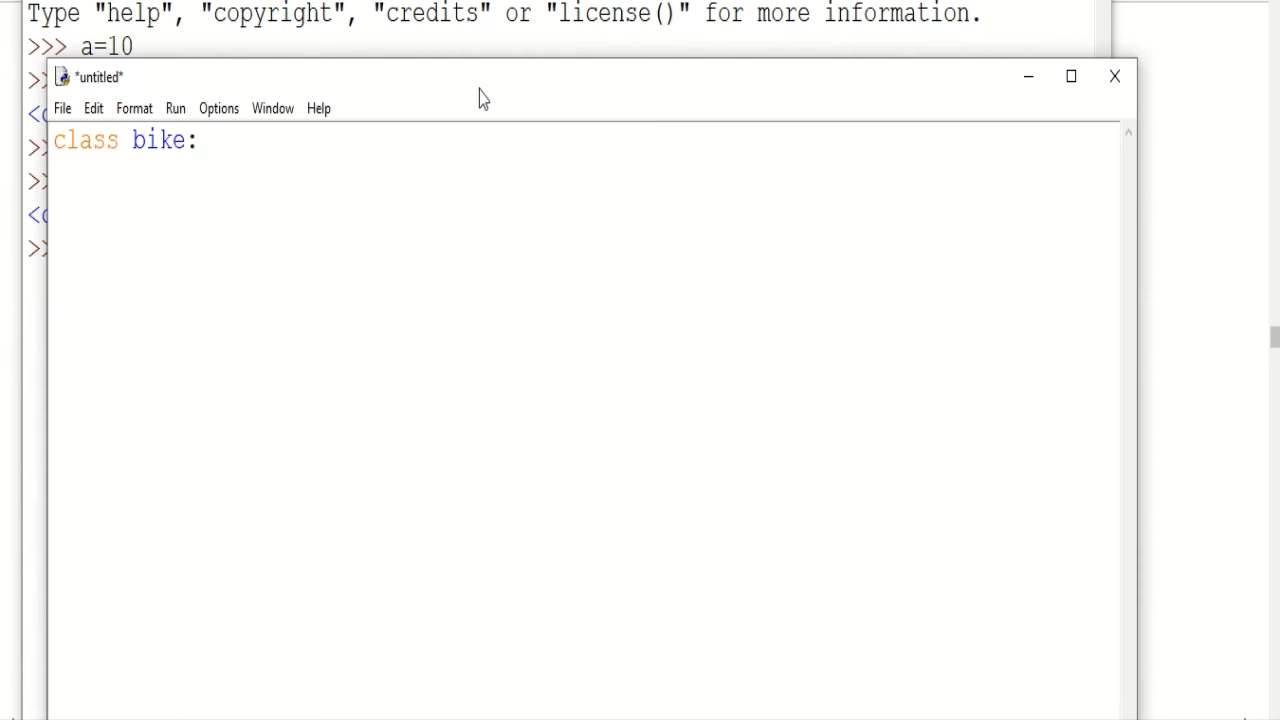 Type "help", "copyright", "credits" or "license()" for more information.
>>> a=10
*untitled*
File Edit Format Run Options Window Help
class bike: